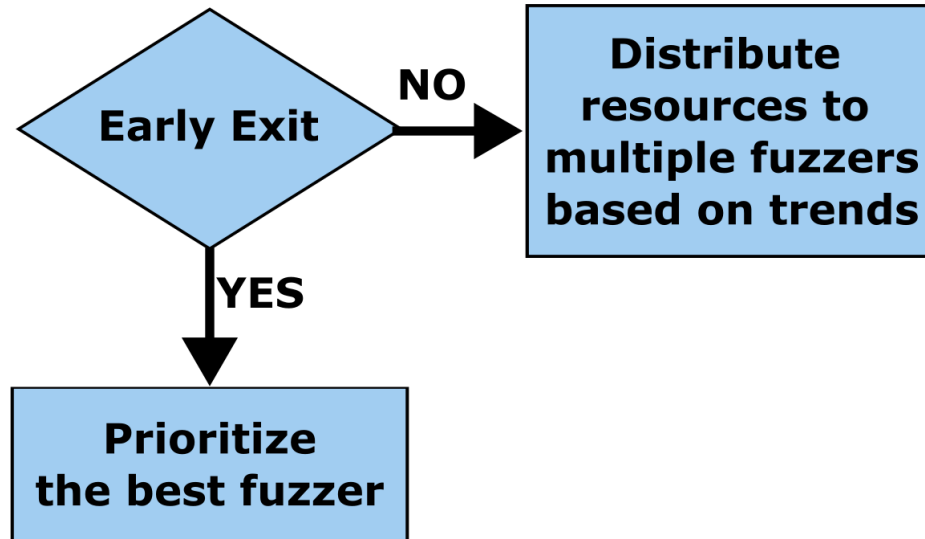 Early Exit
NO
Distribute
resources to
multiple fuzzers
based on trends
YES
Prioritize
the best fuzzer